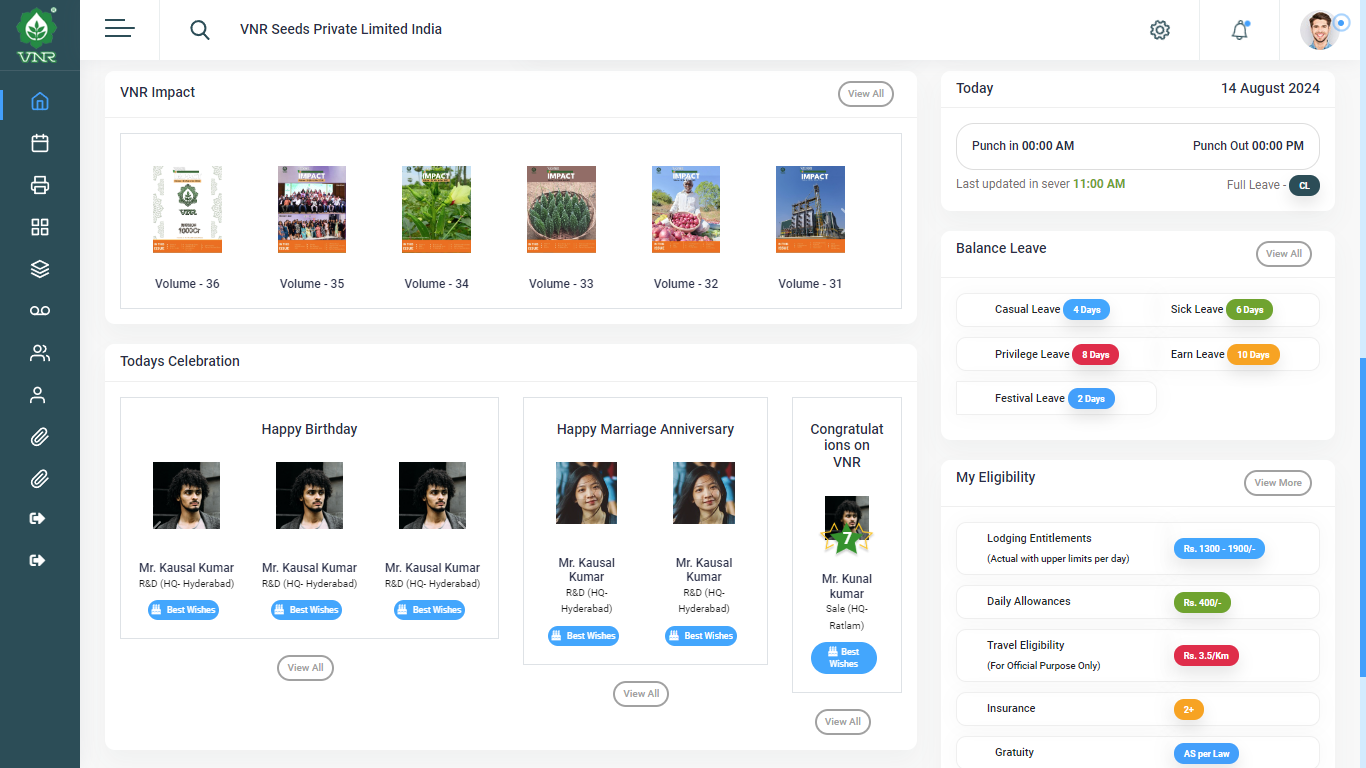 VNR
VNR Seeds Private Limited India
VNR Impact
View All
IMPACT
IMPACT
IMPACT
IMPACT
IMPACT
VNR
Volume - 36
Volume - 35
Volume - 34
Volume - 33
Volume - 32
Volume - 31
Todays Celebration
Happy Birthday
Mr. Kausal Kumar
R&D (HQ- Hyderabad)
Best Wishes
Mr. Kausal Kumar
R&D (HQ- Hyderabad)
Best Wishes
Mr. Kausal Kumar
R&D (HQ- Hyderabad)
Best Wishes
View All
Happy Marriage Anniversary
Mr. Kausal
Kumar
R&D (HQ-
Hyderabad)
Best Wishes
Mr. Kausal
Kumar
R&D (HQ-
Hyderabad)
Best Wishes
View All
Congratulat
ions on
VNR
7
Mr. Kunal
kumar
Sale (HQ-
Ratlam)
Best
Wishes
View All
Today
14 August 2024
Punch in 00:00 AM
Punch Out 00:00 PM
Last updated in sever 11:00 AM
Full Leave - CL
Balance Leave
View All
Casual Leave 4 Days
Sick Leave 6 Days
Privilege Leave 8 Days
Earn Leave 10 Days
Festival Leave 2 Days
My Eligibility
View More
Lodging Entitlements
(Actual with upper limits per day)
Rs. 1300 - 1900/-
Daily Allowances
Rs. 400/-
Travel Eligibility
(For Official Purpose Only)
Rs. 3.5/Km
Insurance
2+
Gratuity
AS per Law